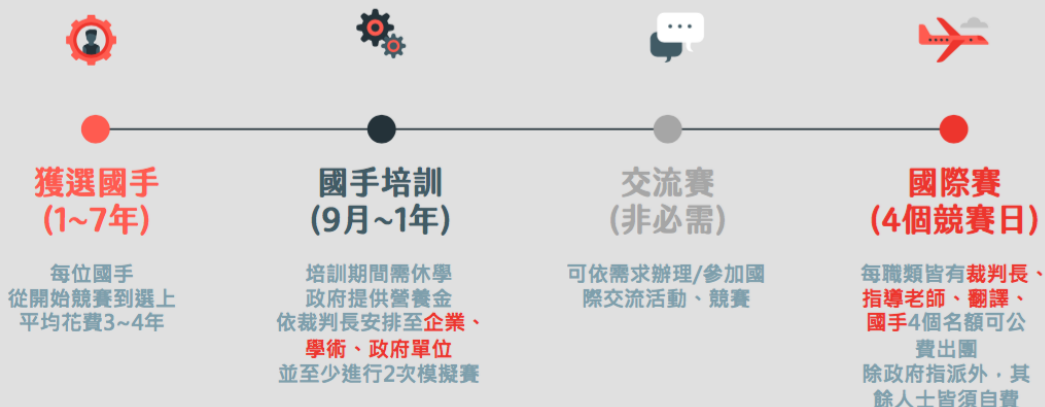 獲選國手
(1~7年)
每位國手
從開始競賽到選上
平均花費3~4年
國手培訓
(9月~1年)
培訓期間需休學
政府提供營養金
依裁判長安排至企業、
學術、政府單位
並至少進行2次模擬賽
交流賽
(非必需)
可依需求辦理/參加國
際交流活動、競賽
國際賽
(4個競賽日)
每職類皆有裁判長、
指導老師、翻譯、
國手4個名額可公
費出團
除政府指派外，其
餘人士皆須自費